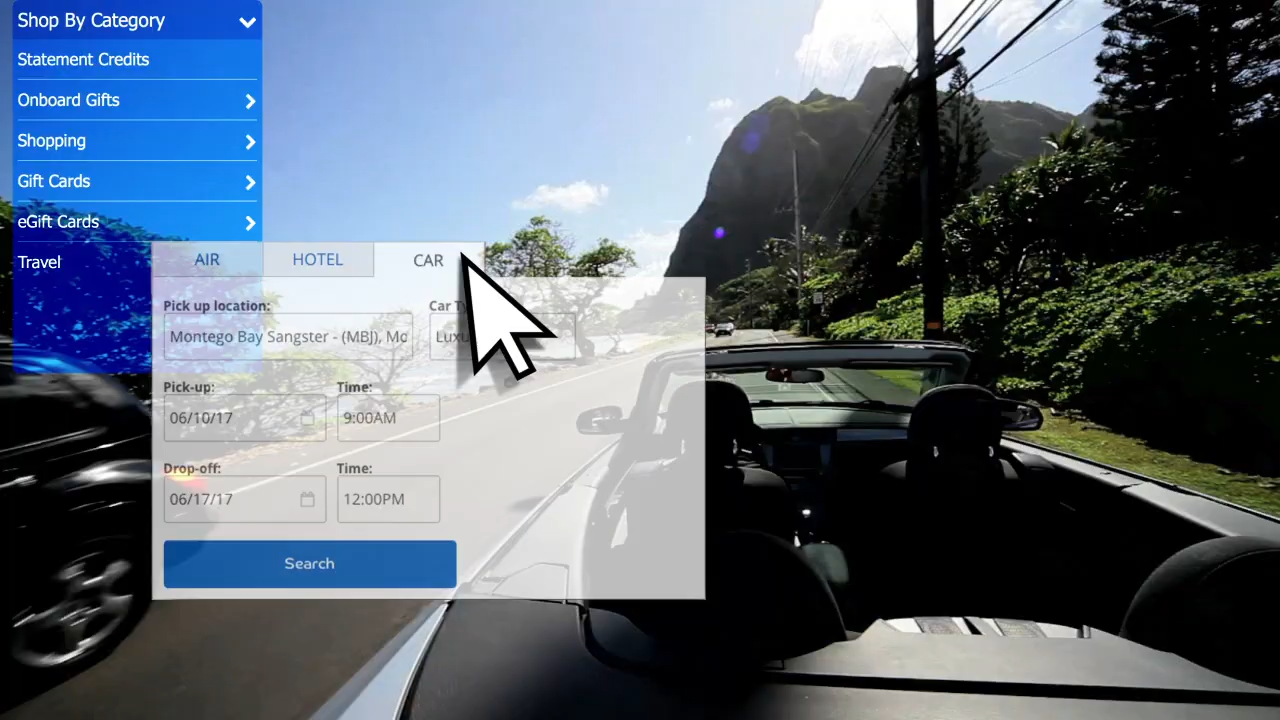 Shop By Category
Statement Credits
Onboard Gifts
Shopping
Gift Cards
eGift Cards
Travel
AIR HOTEL CAR
Pick up location: Car
Montego Bay Sangster - (MBJ), Mo
Pick-up: Time:
06/10/17 9:00AM
Drop-off: Time:
06/17/17 12:00PM
Search